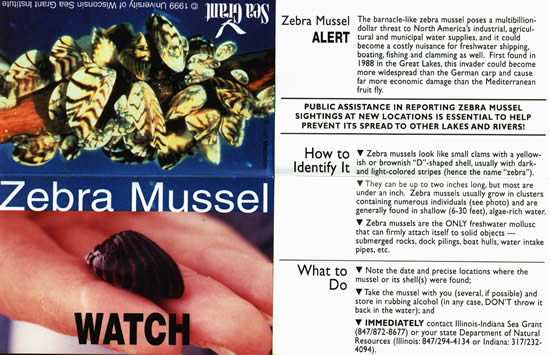 © 1999 University of Wisconsin Sea Grant Institute
Sea Grant
Zebra Mussel
WATCH
Zebra Mussel
ALERT
The barnacle-like zebra mussel poses a multibillion-
dollar threat to North America's industrial, agricul-
tural and municipal water supplies, and it could
become a costly nuisance for freshwater shipping,
boating, fishing and clamming as well.  First found in
1988 in the Great Lakes, this invader could become
more widespread than the German carp and cause
far more economic damage than the Mediterranean
fruit fly.
PUBLIC ASSISTANCE IN REPORTING ZEBRA MUSSEL
SIGHTINGS AT NEW LOCATIONS IS ESSENTIAL TO HELP
PREVENT ITS SPREAD TO OTHER LAKES AND RIVERS!
How to
Identify It
▼ Zebra mussels look like small clams with a yellow-
ish or brownish "D"-shaped shell, usually with dark-
and light-colored stripes (hence the name "zebra").
▼ They can be up to two inches long, but most are
under an inch.  Zebra mussels usually grow in clusters
containing numerous individuals (see photo) and are
generally found in shallow (6-30 feet), algae-rich water.
▼ Zebra mussels are the ONLY freshwater mollusc
that can firmly attach itself to solid objects —
submerged rocks, dock pilings, boat hulls, water intake
pipes, etc.
What to
Do
▼ Note the date and precise locations where the
mussel or its shell(s) were found;
▼ Take the mussel with you (several, if possible) and
store in rubbing alcohol (in any case, DON'T throw it
back in the water); and
▼ IMMEDIATELY contact Illinois-Indiana Sea Grant
(847/872-8677) or your state Department of Natural
Resources (Illinois: 847/294-4134 or Indiana: 317/232-
4094).